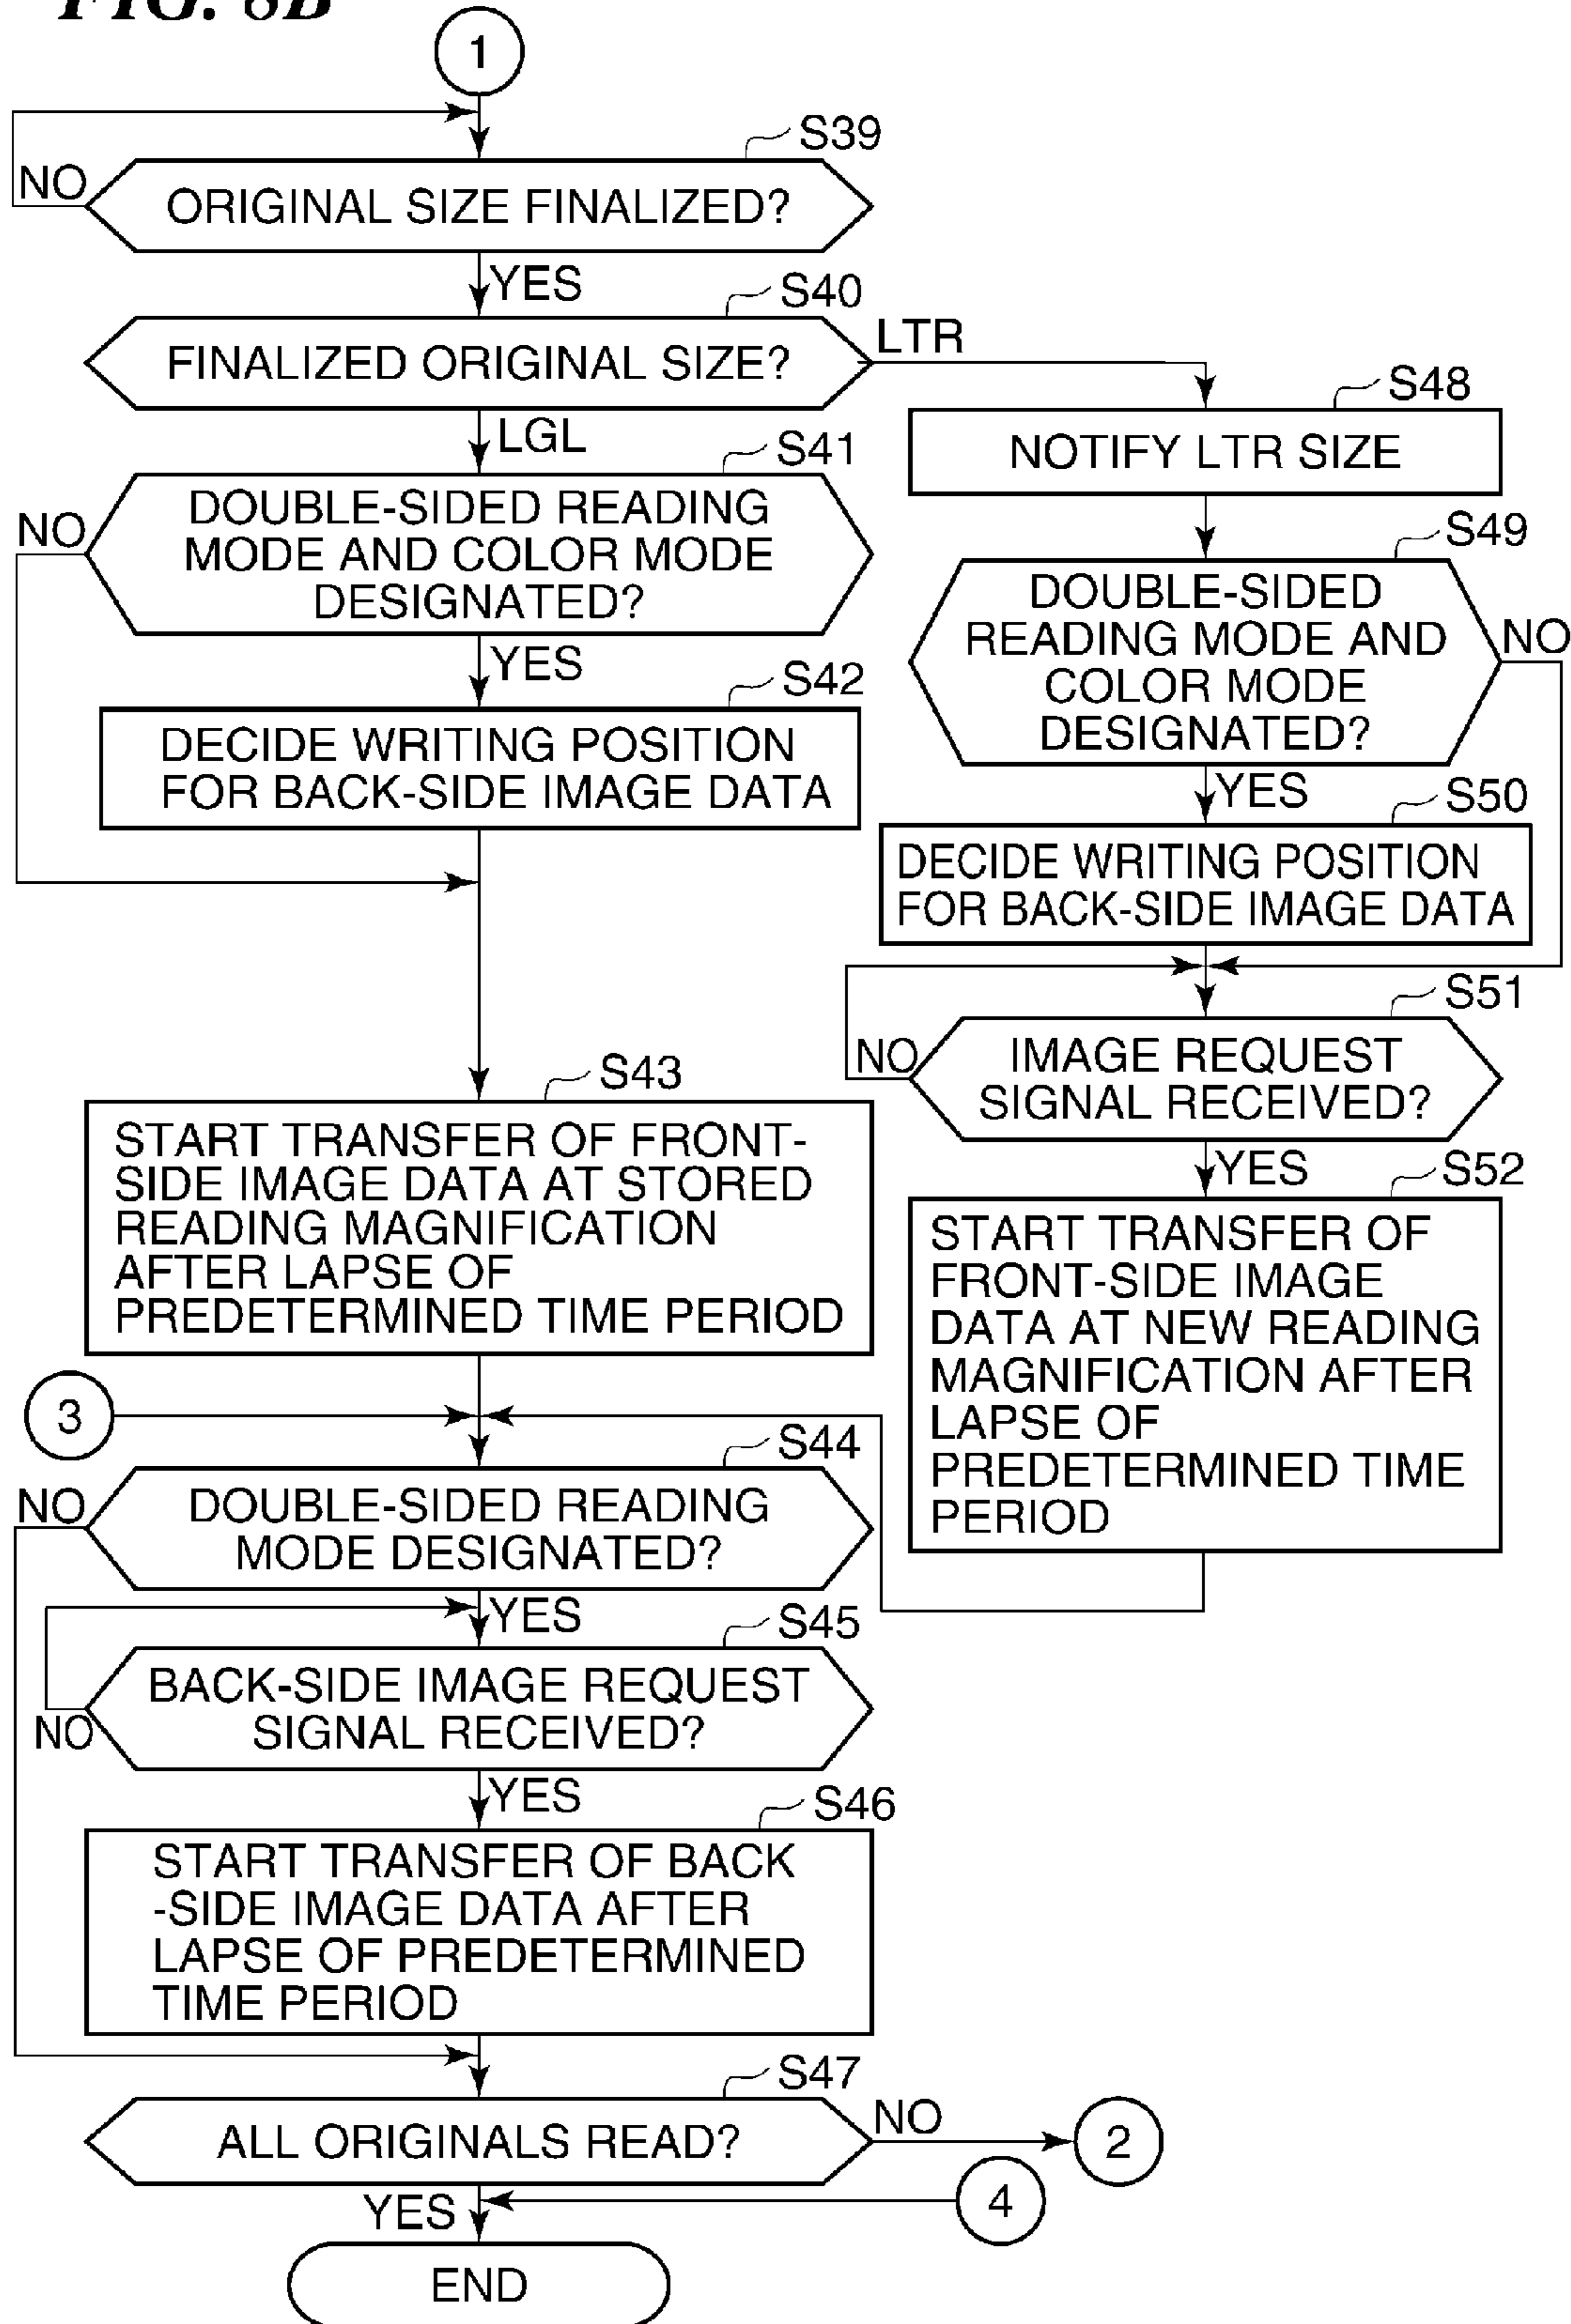 FIG. 8B
1
S39
NO
ORIGINAL SIZE FINALIZED?
YES
S40
FINALIZED ORIGINAL SIZE?
LTR
LGL
S41
NO
DOUBLE-SIDED READING
MODE AND COLOR MODE
DESIGNATED?
YES
S42
DECIDE WRITING POSITION
FOR BACK-SIDE IMAGE DATA
S43
START TRANSFER OF FRONT-
SIDE IMAGE DATA AT STORED
READING MAGNIFICATION
AFTER LAPSE OF
PREDETERMINED TIME PERIOD
S48
NOTIFY LTR SIZE
S49
DOUBLE-SIDED
READING MODE AND
COLOR MODE
DESIGNATED?
NO
YES
S50
DECIDE WRITING POSITION
FOR BACK-SIDE IMAGE DATA
S51
NO
IMAGE REQUEST
SIGNAL RECEIVED?
YES
S52
START TRANSFER OF
FRONT-SIDE IMAGE
DATA AT NEW READING
MAGNIFICATION AFTER
LAPSE OF
PREDETERMINED TIME
PERIOD
3
S44
NO
DOUBLE-SIDED READING
MODE DESIGNATED?
YES
S45
BACK-SIDE IMAGE REQUEST
SIGNAL RECEIVED?
NO
YES
S46
START TRANSFER OF BACK
-SIDE IMAGE DATA AFTER
LAPSE OF PREDETERMINED
TIME PERIOD
S47
ALL ORIGINALS READ?
NO
2
4
YES
END